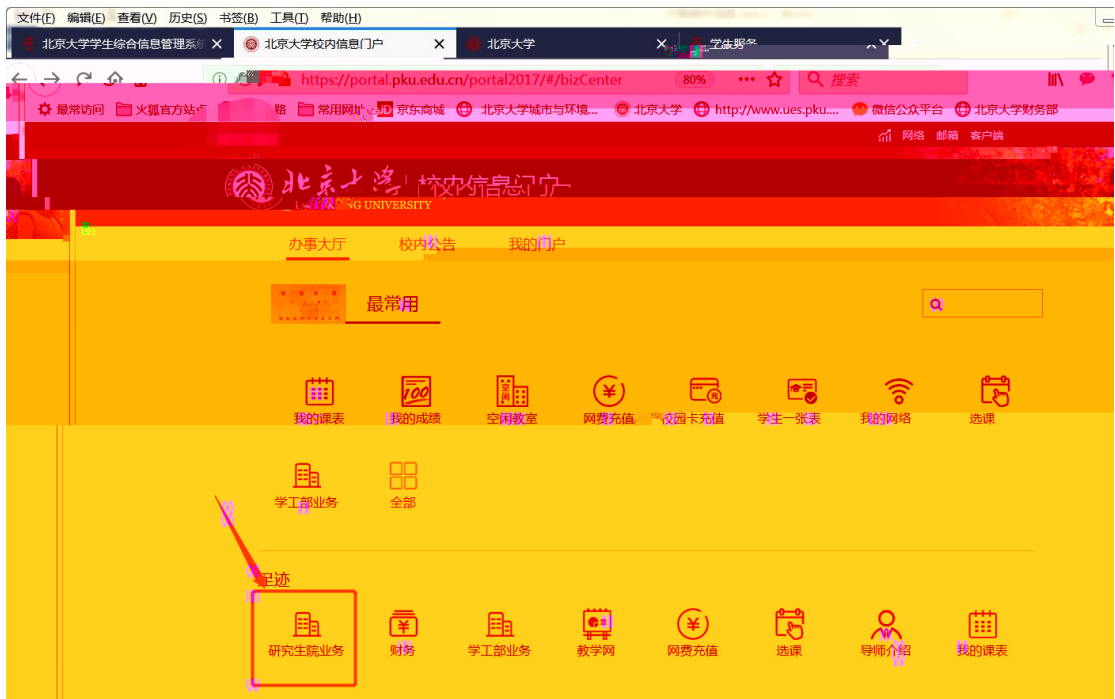 文件(F) 编辑(E) 查看(V) 历史(S) 书签(B) 工具(T) 帮助(H)
北京大学学生综合信息管理系统 × 北京大学校内信息门户 × 北京大学 ×
https://portal.pku.edu.cn/portal2017/#/bizCenter 80% 搜索
最常访问 火狐官方站点 路 常用网址 JD 京东商城 北京大学城市与环境... 北京大学 http://www.ues.pku.... 微信公众平台 北京大学财务部
网络 邮箱 客户端
北京大学 校内信息门户
办事大厅 校内公告 我的门户
最常用
我的课表 我的成绩 空闲教室 网费充值 校园卡充值 学生一张表 我的网络 选课
学工部业务 全部
足迹
研究生院业务 财务 学工部业务 教学网 网费充值 选课 导师介绍 我的课表